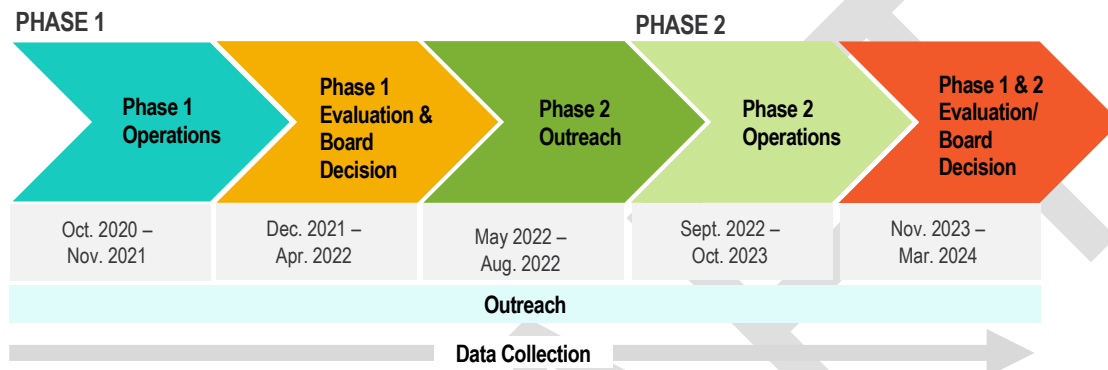 PHASE 1
PHASE 2
Phase 1
Operations
Phase 1
Evaluation &
Board
Decision
Phase 2
Outreach
Phase 2
Operations
Phase 1 & 2
Evaluation/
Board
Decision
Oct. 2020 –
Nov. 2021
Dec. 2021 –
Apr. 2022
May 2022 –
Aug. 2022
Sept. 2022 –
Oct. 2023
Nov. 2023 –
Mar. 2024
Outreach
Data Collection